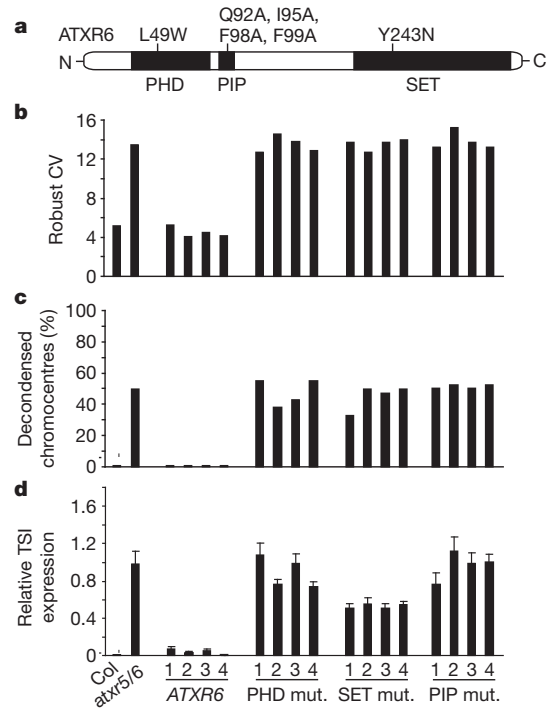 a
Q92A, I95A,
ATXR6 L49W F98A, F99A Y243N
N C
PHD PIP SET
b
Robust CV
16
12
8
4
0
c
Decondensed
chromocentres (%)
100
80
60
40
20
0
d
Relative TSI
expression
1.6
1.2
0.8
0.4
0
Col
atxr5/6
1 2 3 4 1 2 3 4 1 2 3 4 1 2 3 4
ATXR6 PHD mut. SET mut. PIP mut.